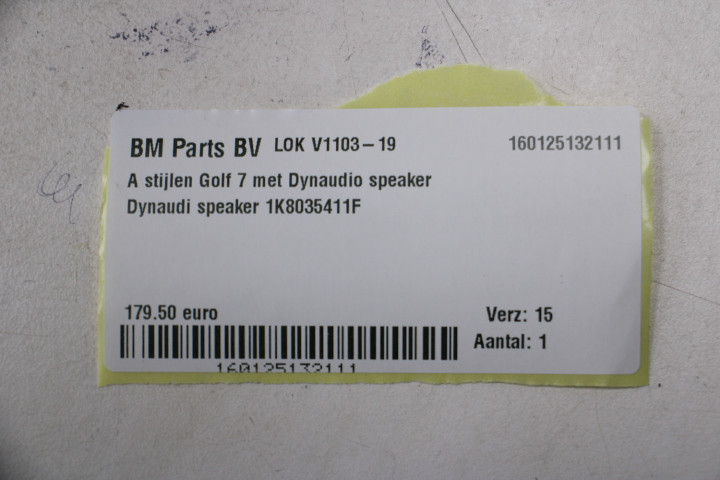 BM Parts BV LOK V1103-19 160125132111
A stijlen Golf 7 met Dynaudio speaker
Dynaudi speaker 1K8035411F
179.50 euro Verz: 15
Aantal: 1
160125132111